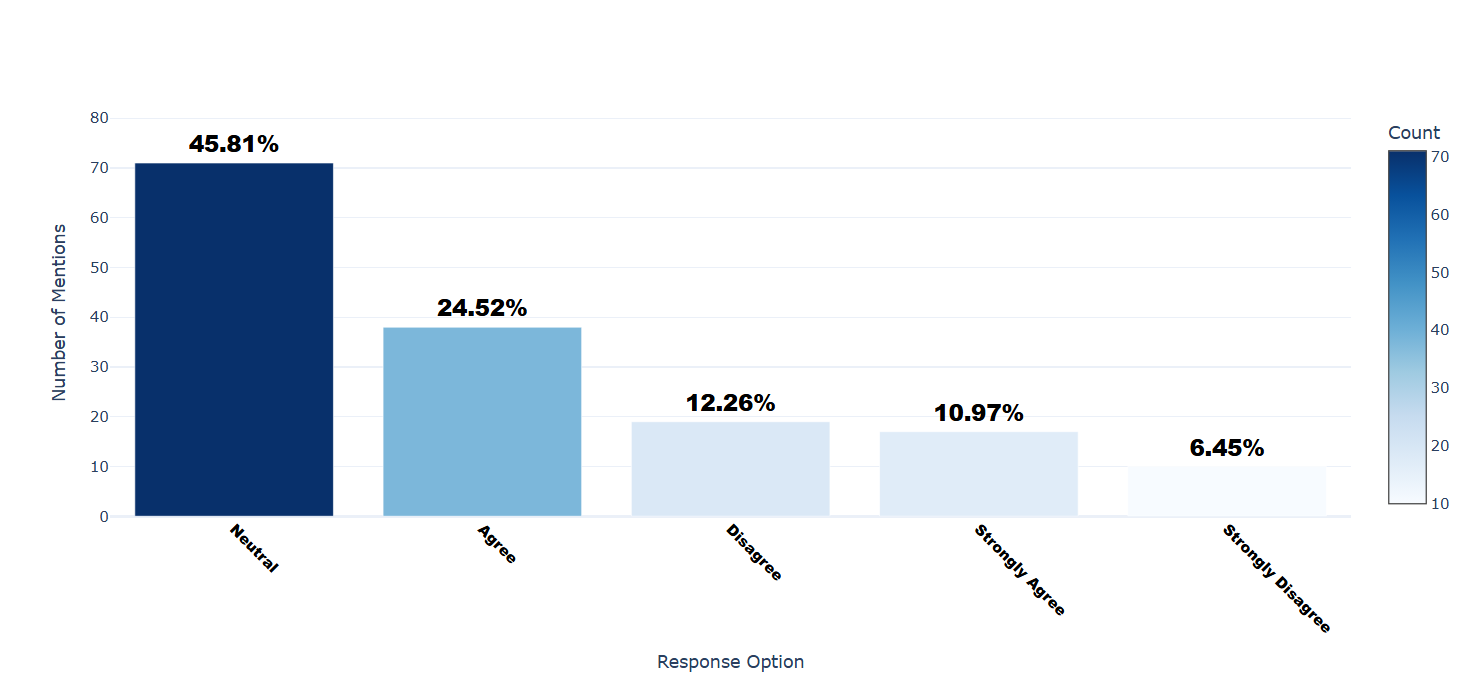 80
70
60
50
40
30
20
10
0
Number of Mentions
45.81%
24.52%
12.26%
10.97%
6.45%
Neutral
Agree
Disagree
Strongly Agree
Strongly Disagree
Response Option
Count
70
60
50
40
30
20
10